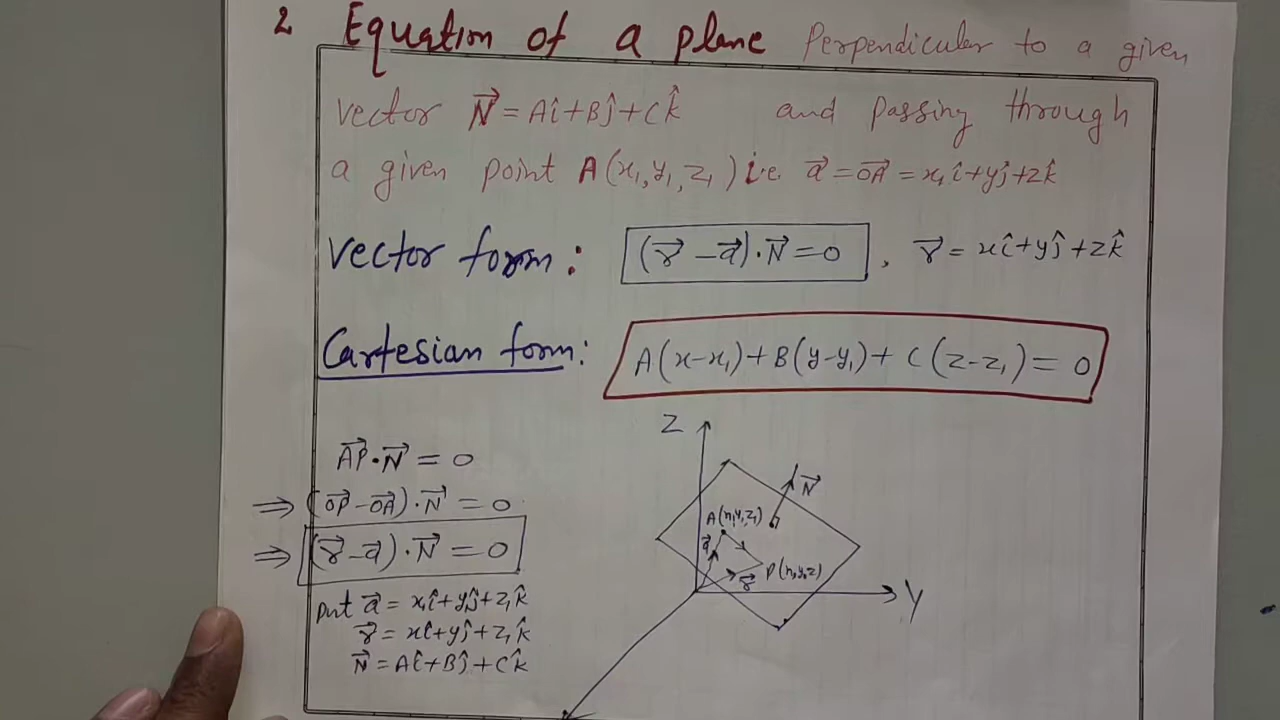 2 Equation of a plane Perpendicular to a given
vector N⃗ = Aî+Bĵ+Ck̂ and passing through
a given point A(x₁,y₁,z₁) i.e. a⃗ = OA⃗ = x₁î+yĵ+zk̂
Vector form: (r⃗ – a⃗)·N⃗ = 0 , r⃗ = xî+yĵ+zk̂
Cartesian form: A(x–x₁)+B(y–y₁)+C(z–z₁) = 0
AP⃗·N⃗ = 0
⇒ (OP⃗ – OA⃗)·N⃗ = 0
⇒ (r⃗ – a⃗)·N⃗ = 0
Put a⃗ = x₁î+y₁ĵ+z₁k̂
r⃗ = xî+yĵ+z₁k̂
N⃗ = Aî+Bĵ+Ck̂
Z
N⃗
A(x₁,y₁,z₁)
a⃗
P(x,y,z)
r⃗
Y